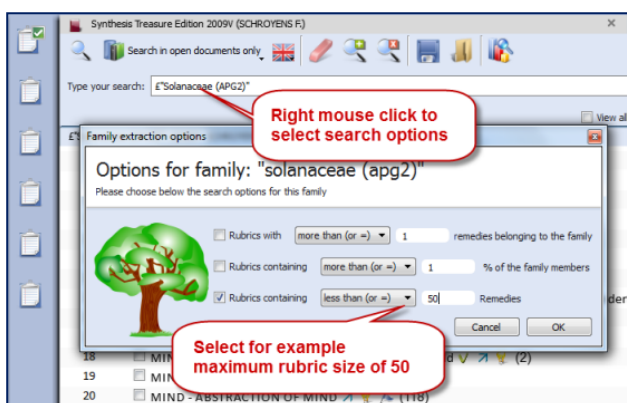 Synthesis Treasure Edition 2009V (SCHROYENS F.)
Search in open documents only
Type your search: £"Solanaceae (APG2)"
Right mouse click to
select search options
View all
Family extraction options
Options for family: "solanaceae (apg2)"
Please choose below the search options for this family
Rubrics with more than (or =) 1 remedies belonging to the family
Rubrics containing more than (or =) 1 % of the family members
Rubrics containing less than (or =) 50 Remedies
Cancel OK
Select for example
maximum rubric size of 50
18 MIN (2)
19 MIN
20 MIND - ABSTRACTION OF MIND (118)